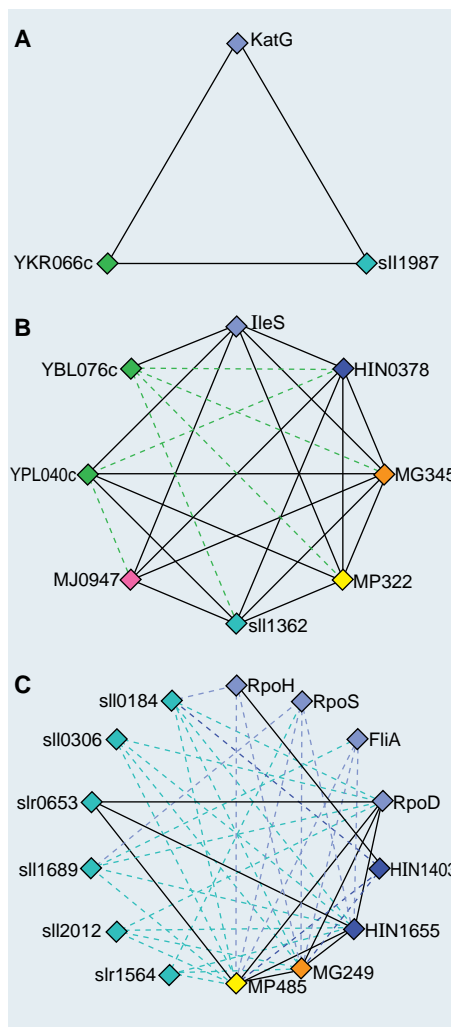 A
KatG
YKR066c
sll1987
B
IleS
YBL076c
HIN0378
YPL040c
MG345
MJ0947
MP322
sll1362
C
RpoH
sll0184
RpoS
sll0306
FliA
slr0653
RpoD
sll1689
HIN1403
sll2012
HIN1655
slr1564
MG249
MP485